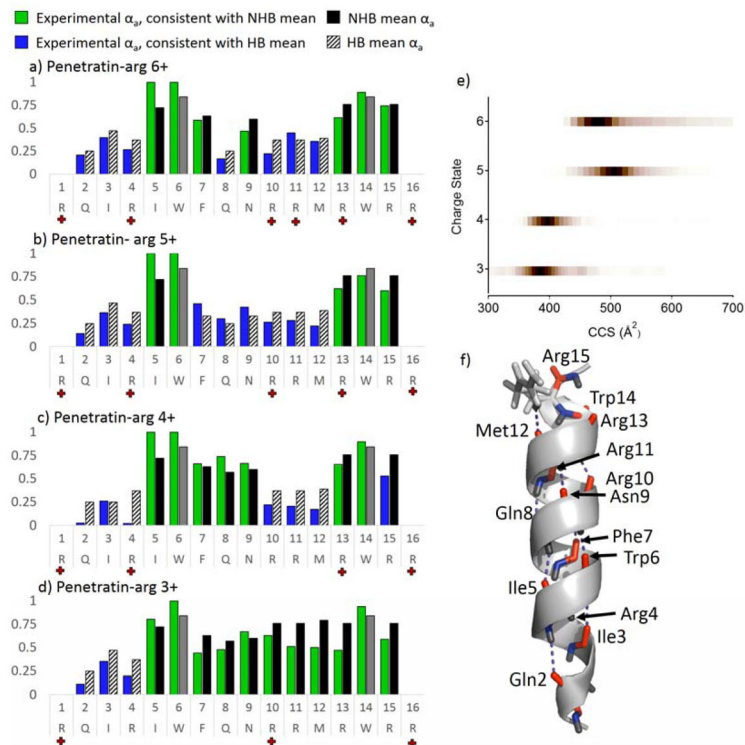 Experimental αa, consistent with NHB mean
NHB mean αa
Experimental αa, consistent with HB mean
HB mean αa
a) Penetratin-arg 6+
1
0.75
0.5
0.25
0
1 2 3 4 5 6 7 8 9 10 11 12 13 14 15 16
R Q I R I W F Q N R R M R W R R
b) Penetratin- arg 5+
1
0.75
0.5
0.25
0
1 2 3 4 5 6 7 8 9 10 11 12 13 14 15 16
R Q I R I W F Q N R R M R W R R
c) Penetratin-arg 4+
1
0.75
0.5
0.25
0
1 2 3 4 5 6 7 8 9 10 11 12 13 14 15 16
R Q I R I W F Q N R R M R W R R
d) Penetratin-arg 3+
1
0.75
0.5
0.25
0
1 2 3 4 5 6 7 8 9 10 11 12 13 14 15 16
R Q I R I W F Q N R R M R W R R
e)
Charge State
6
5
4
3
300 400 500 600 700
CCS (Å²)
f)
Arg15
Trp14
Arg13
Met12
Arg11
Arg10
Asn9
Gln8
Phe7
Trp6
Ile5
Arg4
Ile3
Gln2